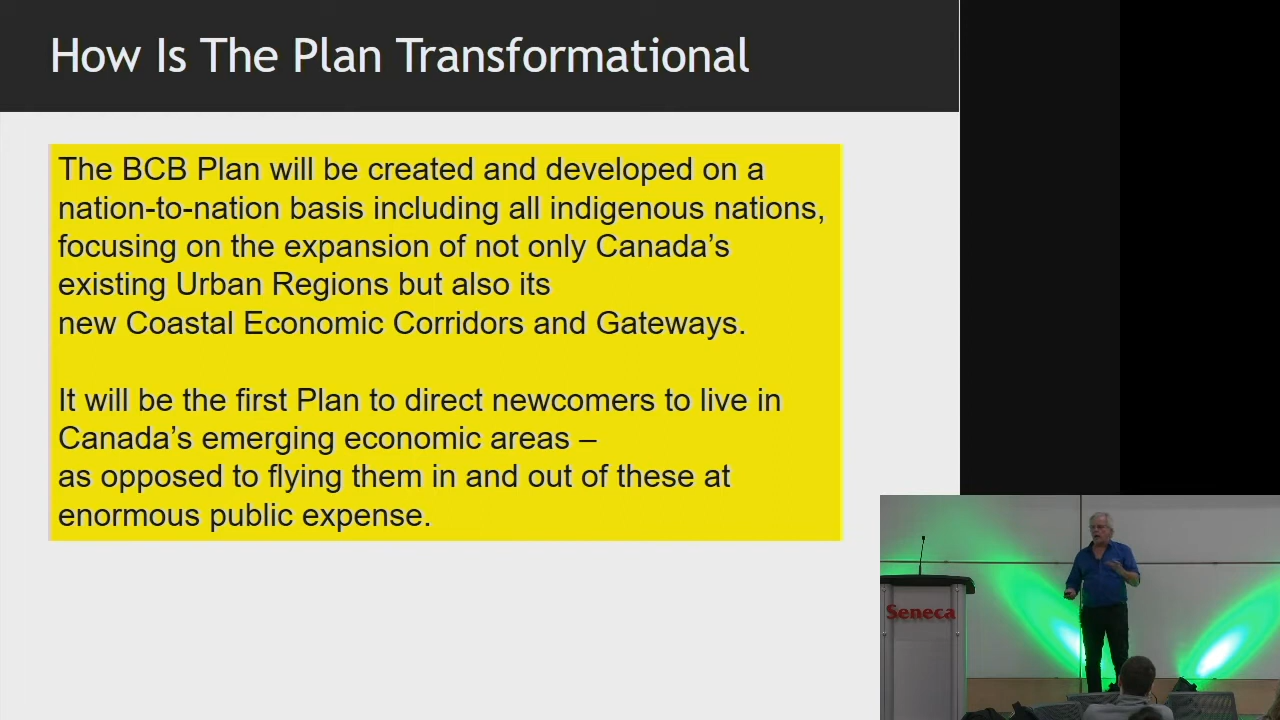 How Is The Plan Transformational
The BCB Plan will be created and developed on a
nation-to-nation basis including all indigenous nations,
focusing on the expansion of not only Canada’s
existing Urban Regions but also its
new Coastal Economic Corridors and Gateways.
It will be the first Plan to direct newcomers to live in
Canada’s emerging economic areas –
as opposed to flying them in and out of these at
enormous public expense.
Seneca